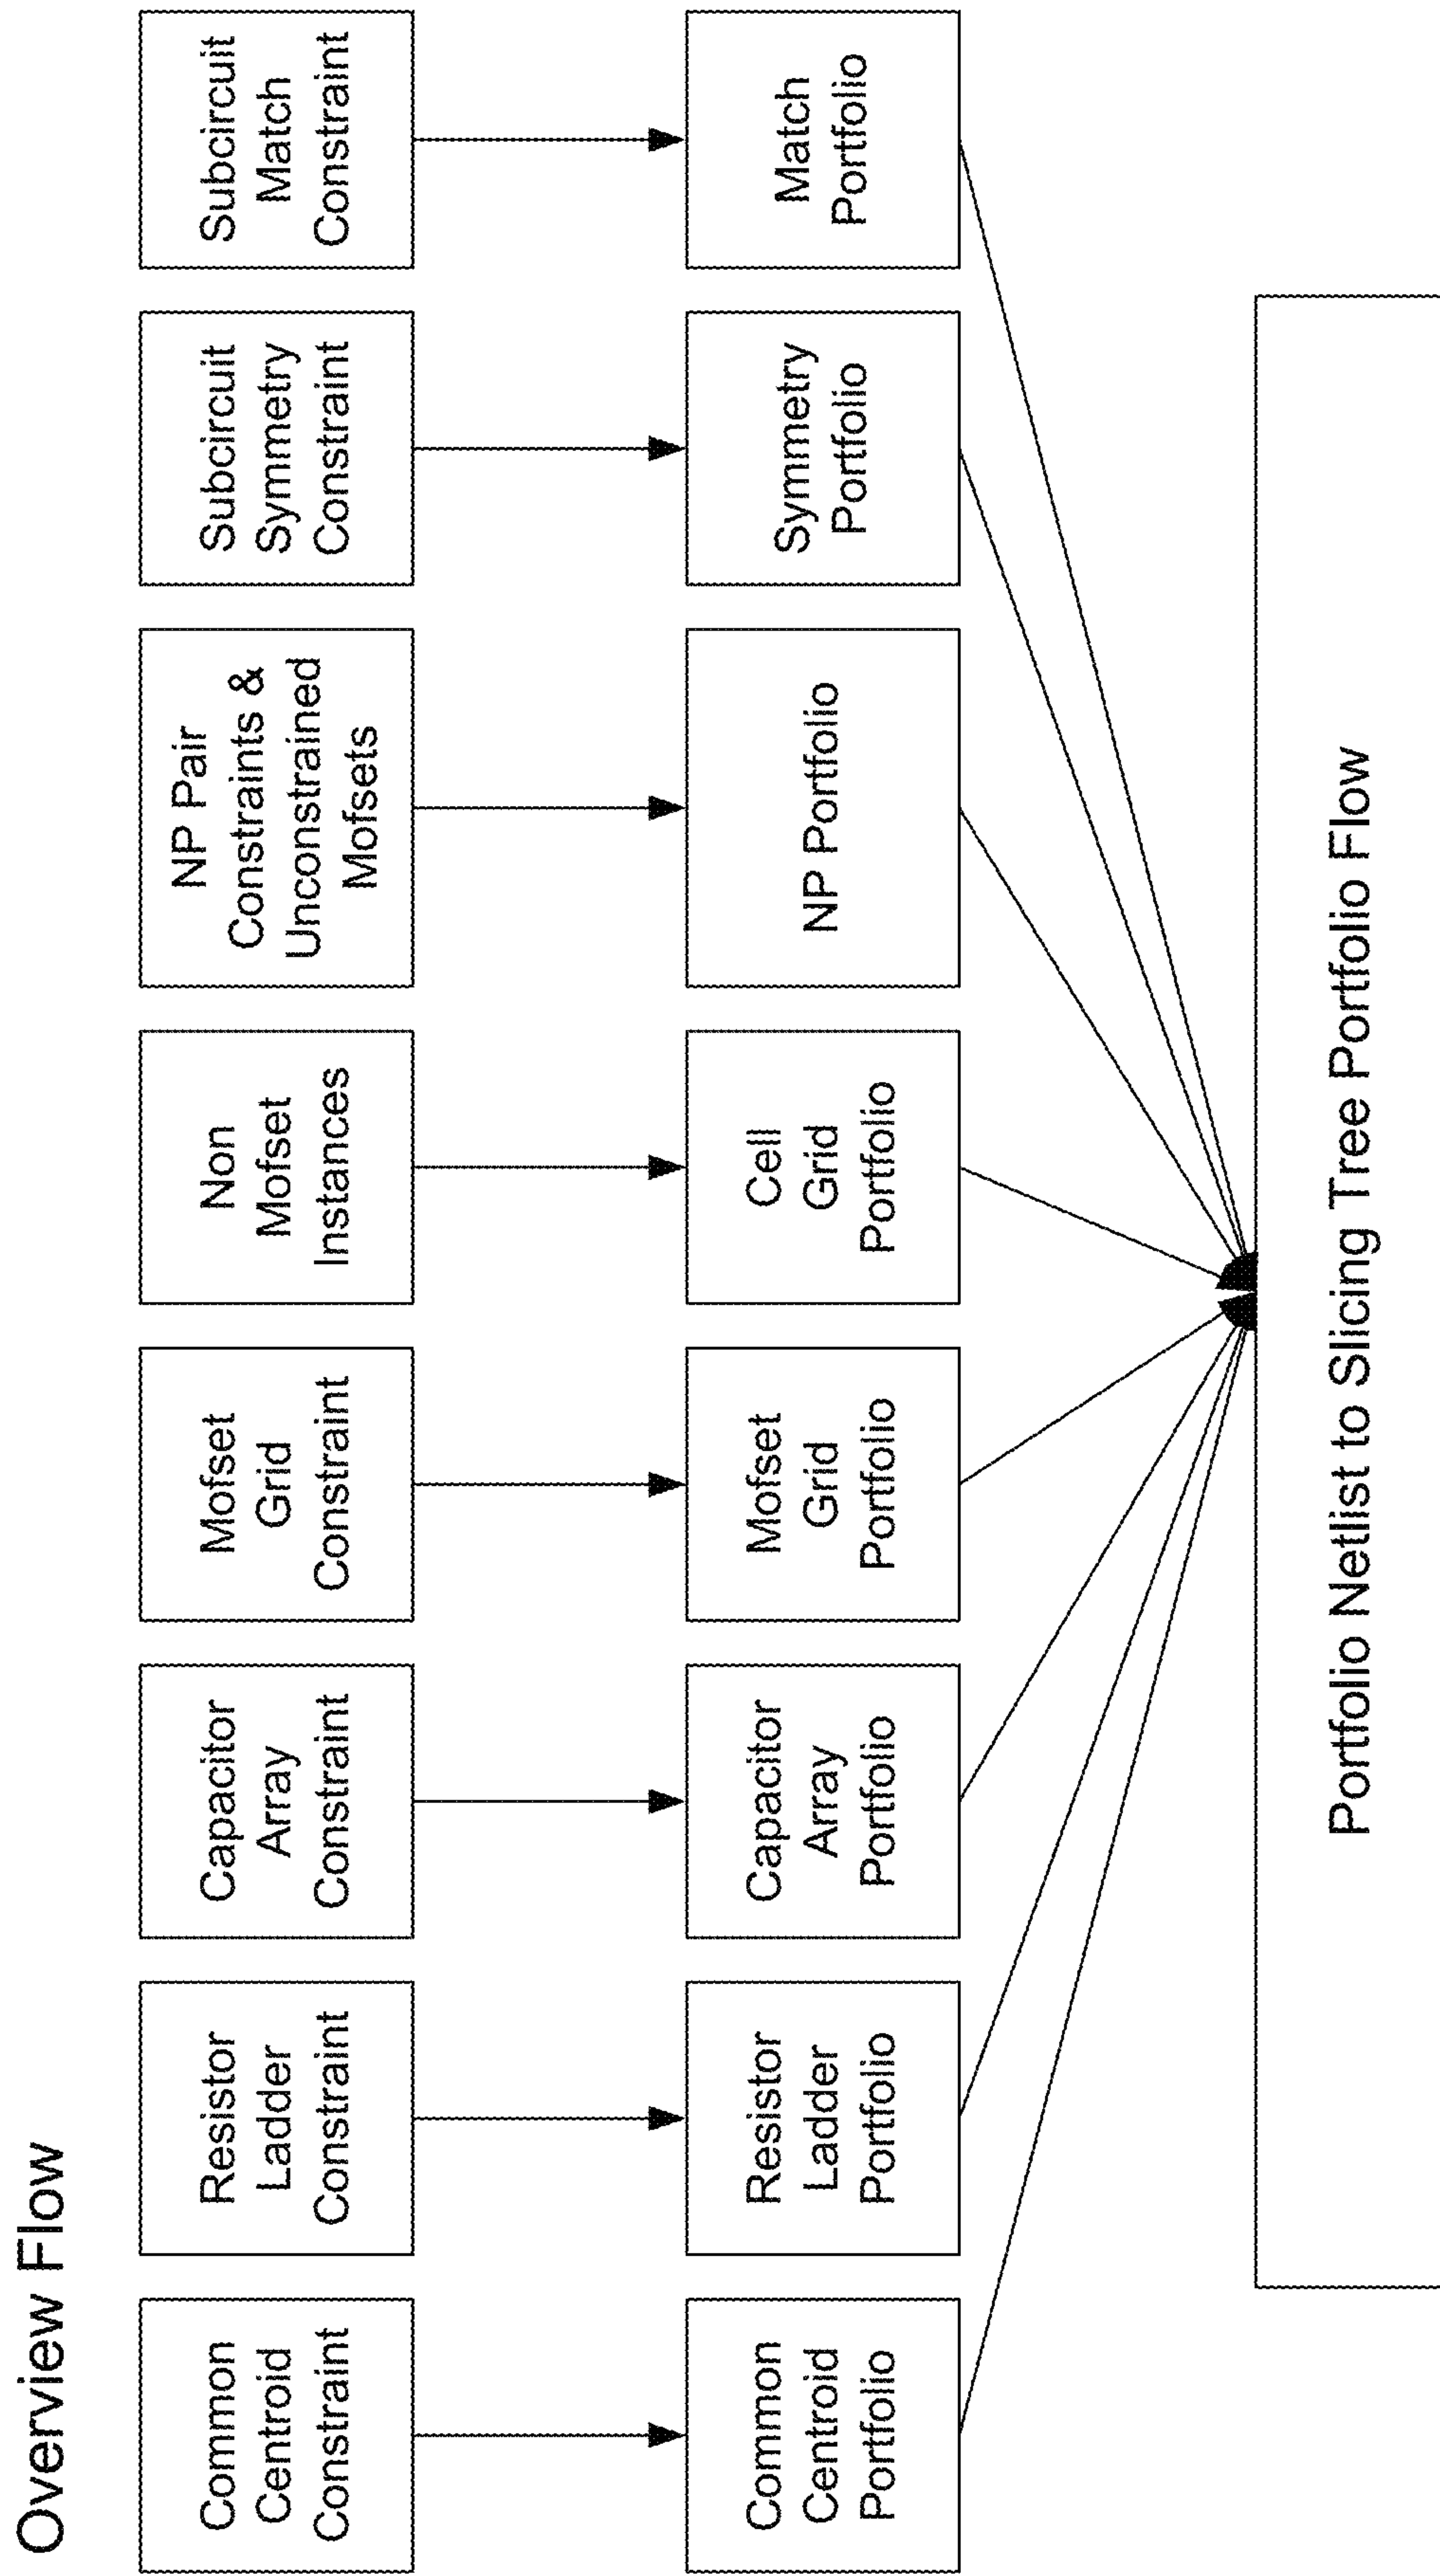 Overview Flow
Common
Centroid
Constraint
Resistor
Ladder
Constraint
Capacitor
Array
Constraint
Mofset
Grid
Constraint
Non
Mofset
Instances
NP Pair
Constraints &
Unconstrained
Mofsets
Subcircuit
Symmetry
Constraint
Subcircuit
Match
Constraint
Common
Centroid
Portfolio
Resistor
Ladder
Portfolio
Capacitor
Array
Portfolio
Mofset
Grid
Portfolio
Cell
Grid
Portfolio
NP Portfolio
Symmetry
Portfolio
Match
Portfolio
Portfolio Netlist to Slicing Tree Portfolio Flow